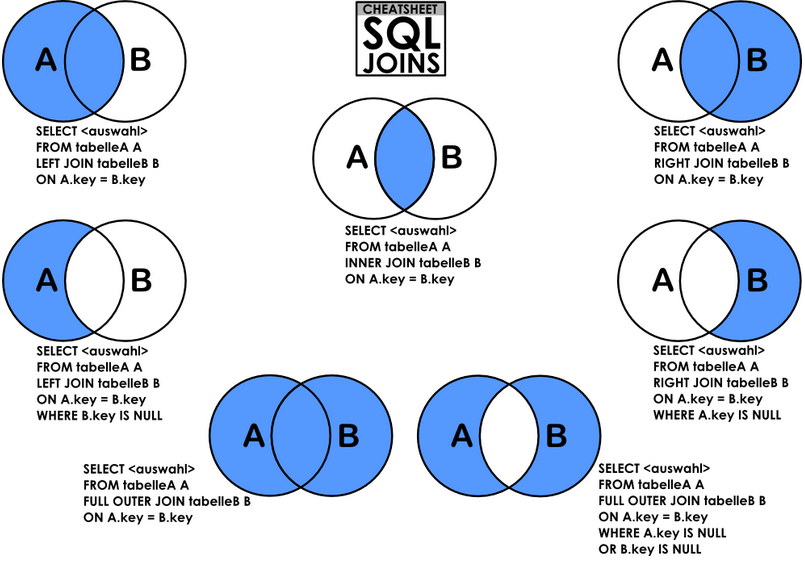 CHEATSHEET
SQL
JOINS
A B
SELECT <auswahl>
FROM tabelleA A
LEFT JOIN tabelleB B
ON A.key = B.key
A B
SELECT <auswahl>
FROM tabelleA A
INNER JOIN tabelleB B
ON A.key = B.key
A B
SELECT <auswahl>
FROM tabelleA A
RIGHT JOIN tabelleB B
ON A.key = B.key
A B
SELECT <auswahl>
FROM tabelleA A
LEFT JOIN tabelleB B
ON A.key = B.key
WHERE B.key IS NULL
A B
SELECT <auswahl>
FROM tabelleA A
RIGHT JOIN tabelleB B
ON A.key = B.key
WHERE A.key IS NULL
A B
SELECT <auswahl>
FROM tabelleA A
FULL OUTER JOIN tabelleB B
ON A.key = B.key
A B
SELECT <auswahl>
FROM tabelleA A
FULL OUTER JOIN tabelleB B
ON A.key = B.key
WHERE A.key IS NULL
OR B.key IS NULL